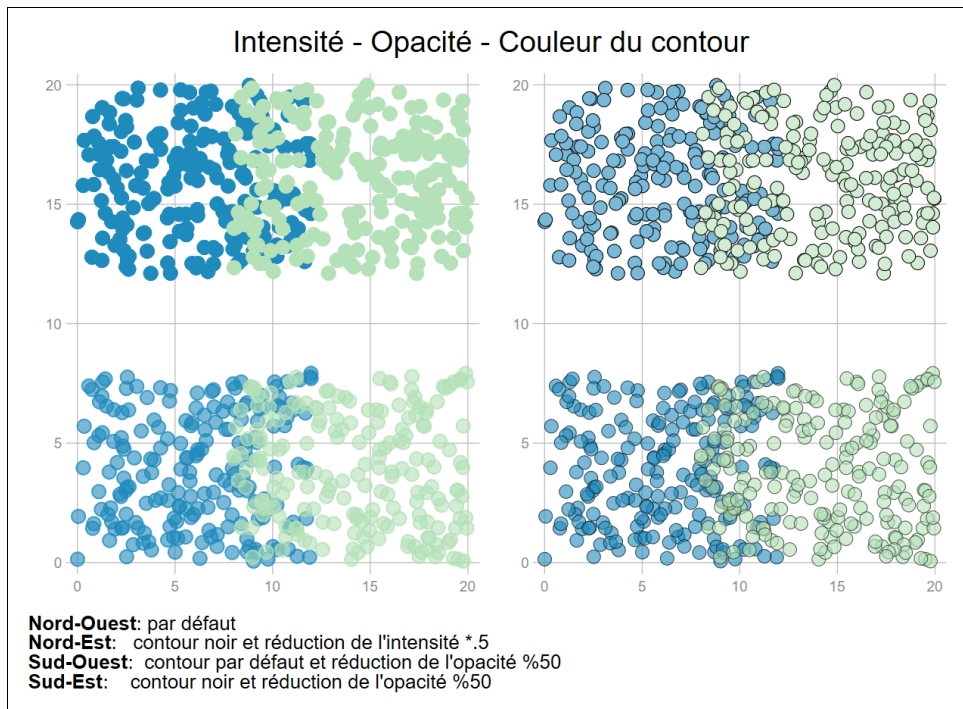 Intensité - Opacité - Couleur du contour
20
15
10
5
0
0 5 10 15 20
20
15
10
5
0
0 5 10 15 20
Nord-Ouest: par défaut
Nord-Est: contour noir et réduction de l'intensité *.5
Sud-Ouest: contour par défaut et réduction de l'opacité %50
Sud-Est: contour noir et réduction de l'opacité %50